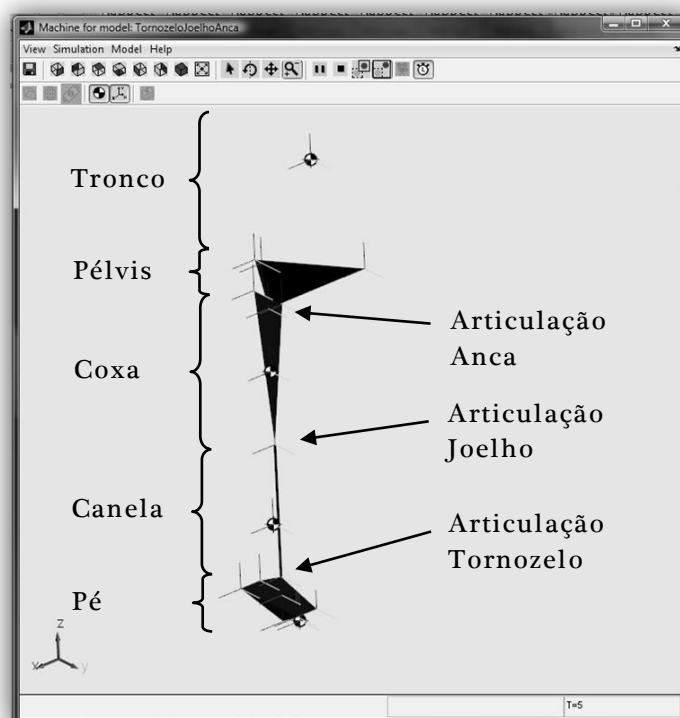 Machine for model: TornozeloJoelhoAnca
View Simulation Model Help
Tronco
Pélvis
Coxa
Canela
Pé
Articulação
Anca
Articulação
Joelho
Articulação
Tornozelo
z
x
y
T=5